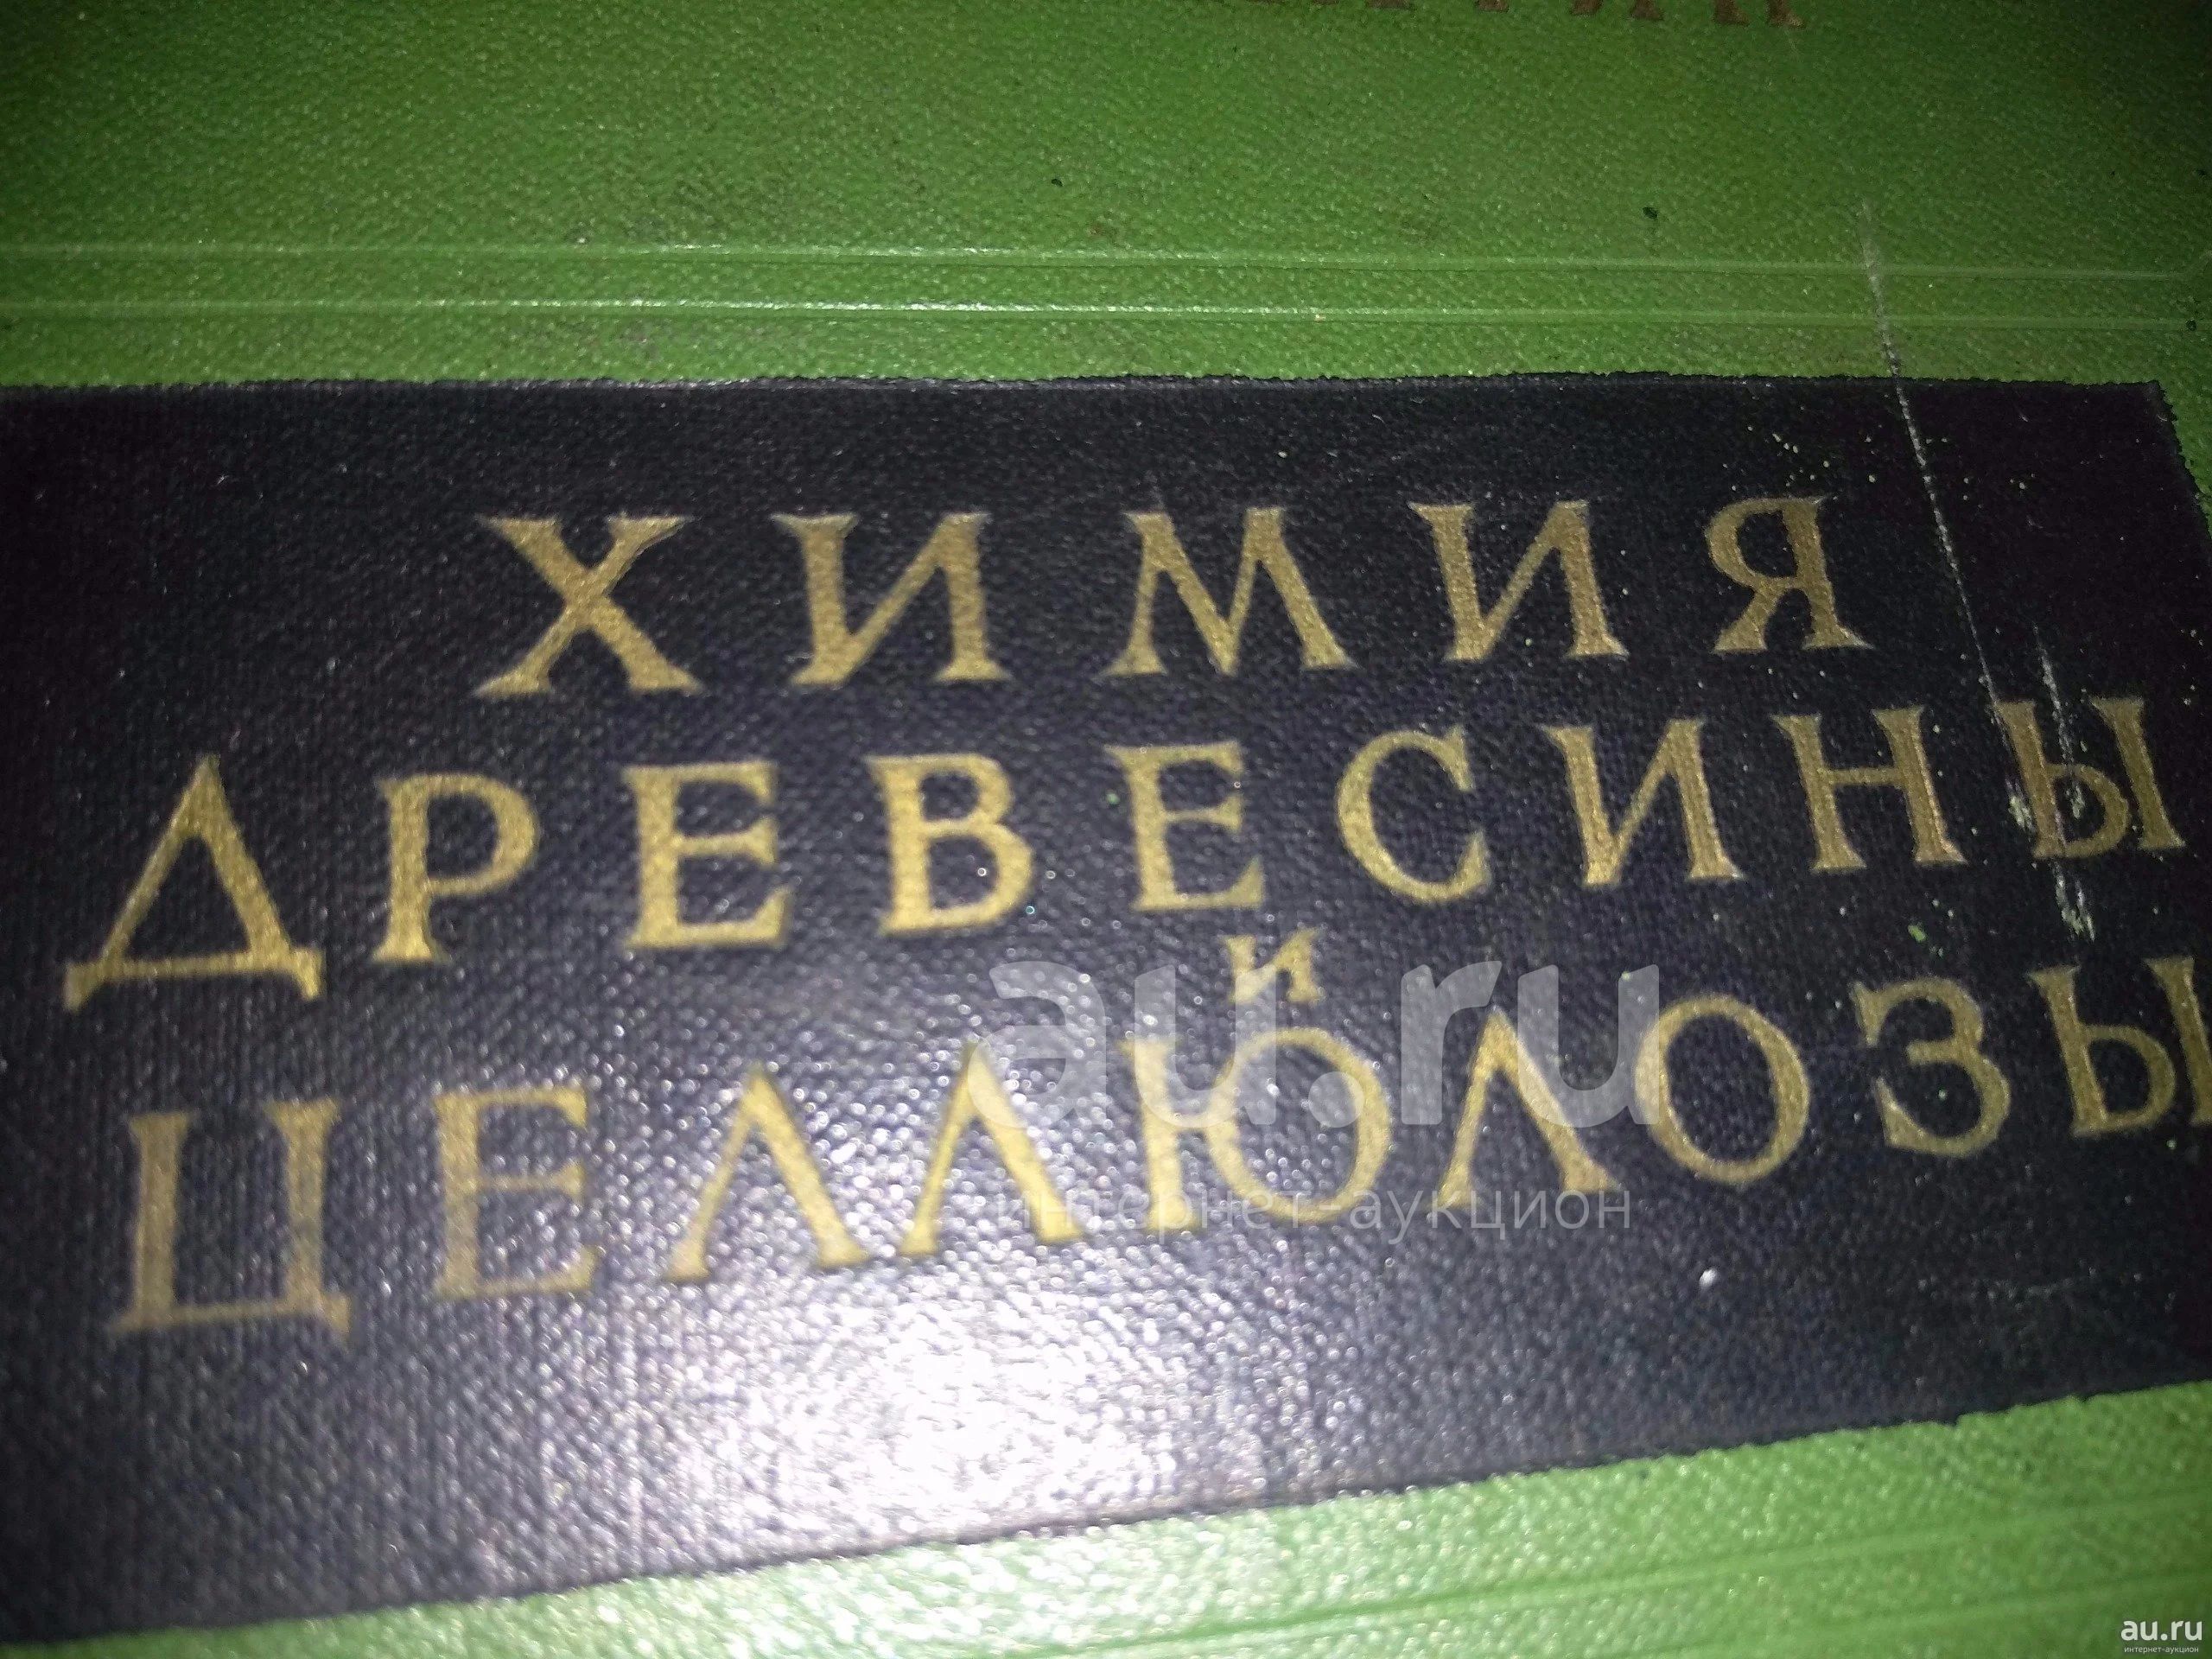 ХИМИЯ
ДРЕВЕСИНЫ
и
ЦЕЛЛЮЛОЗЫ
au.ru
интернет-аукцион
au.ru
интернет-аукцион